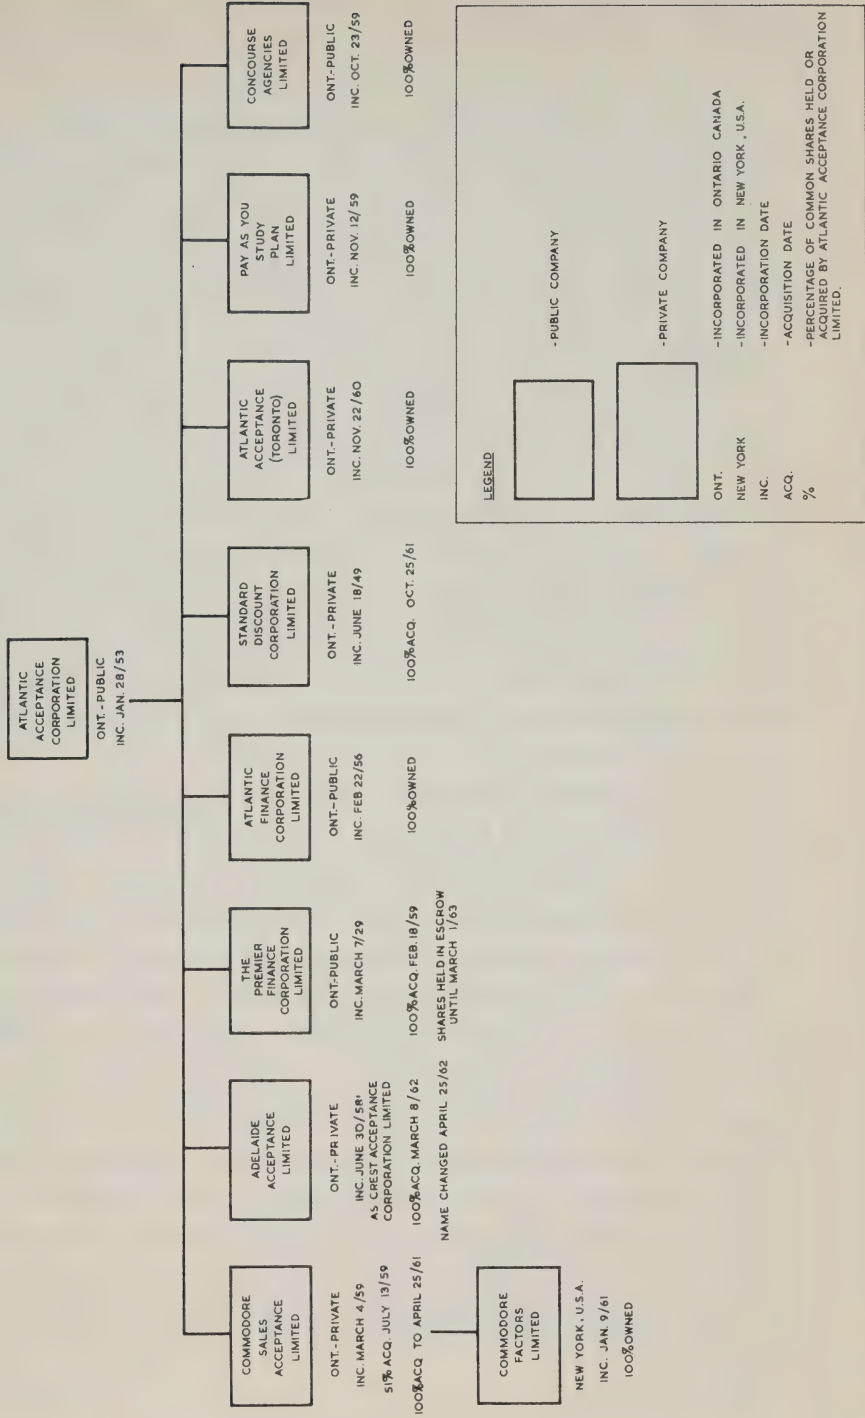 ATLANTIC
ACCEPTANCE
CORPORATION
LIMITED
ONT. - PUBLIC
INC. JAN. 28/53
COMMODORE
SALES
ACCEPTANCE
LIMITED
ONT.- PRIVATE
INC. MARCH 4/59
51% ACQ. JULY 13/59
100% ACQ TO APRIL 25/61
COMMODORE
FACTORS
LIMITED
NEW YORK, U.S.A.
INC. JAN. 9/61
100% OWNED
ADELAIDE
ACCEPTANCE
LIMITED
ONT.- PRIVATE
INC. JUNE 30/58'
AS CREST ACCEPTANCE
CORPORATION LIMITED
100% ACQ. MARCH 8/62
NAME CHANGED APRIL 25/62
THE
PREMIER
FINANCE
CORPORATION
LIMITED
ONT-PUBLIC
INC. MARCH 7/29
100% ACQ. FEB. 18/59
SHARES HELD IN ESCROW
UNTIL MARCH 1/63
ATLANTIC
FINANCE
CORPORATION
LIMITED
ONT.- PUBLIC
INC. FEB 22/56
100% OWNED
STANDARD
DISCOUNT
CORPORATION
LIMITED
ONT.- PRIVATE
INC. JUNE 18/49
100% ACQ. OCT. 25/61
ATLANTIC
ACCEPTANCE
(TORONTO)
LIMITED
ONT.- PRIVATE
INC. NOV. 22/60
100% OWNED
PAY AS YOU
STUDY
PLAN
LIMITED
ONT.- PRIVATE
INC. NOV. 12/59
100% OWNED
CONCOURSE
AGENCIES
LIMITED
ONT.-PUBLIC
INC. OCT. 23/59
100% OWNED
LEGEND
- PUBLIC COMPANY
- PRIVATE COMPANY
ONT. - INCORPORATED IN ONTARIO CANADA
NEW YORK - INCORPORATED IN NEW YORK, U.S.A.
INC. - INCORPORATION DATE
ACQ. - ACQUISITION DATE
% - PERCENTAGE OF COMMON SHARES HELD OR
ACQUIRED BY ATLANTIC ACCEPTANCE CORPORATION
LIMITED.